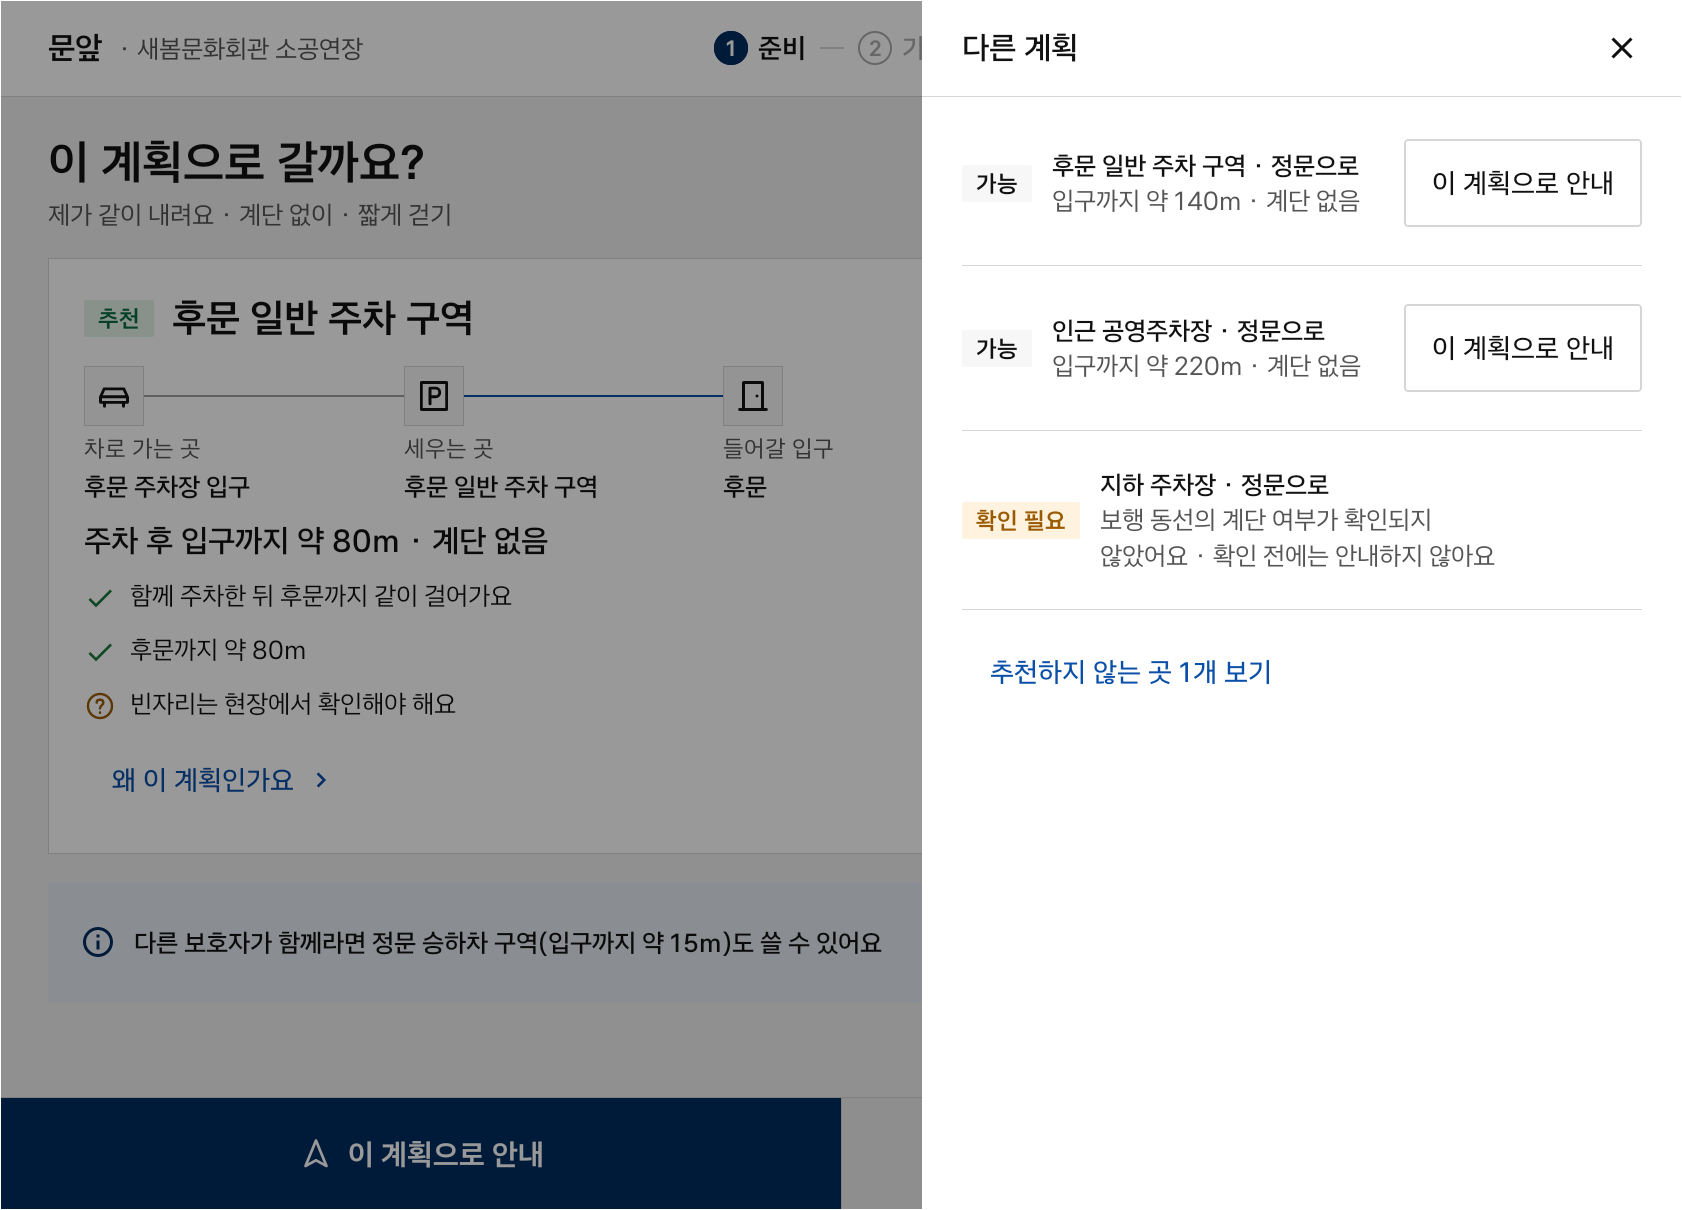 문앞 · 새봄문화회관 소공연장
1 준비 — 2
이 계획으로 갈까요?
제가 같이 내려요 · 계단 없이 · 짧게 걷기
추천 후문 일반 주차 구역
차로 가는 곳
후문 주차장 입구
세우는 곳
후문 일반 주차 구역
들어갈 입구
후문
주차 후 입구까지 약 80m · 계단 없음
함께 주차한 뒤 후문까지 같이 걸어가요
후문까지 약 80m
빈자리는 현장에서 확인해야 해요
왜 이 계획인가요
다른 보호자가 함께라면 정문 승하차 구역(입구까지 약 15m)도 쓸 수 있어요
이 계획으로 안내
다른 계획
가능
후문 일반 주차 구역 · 정문으로
입구까지 약 140m · 계단 없음
이 계획으로 안내
가능
인근 공영주차장 · 정문으로
입구까지 약 220m · 계단 없음
이 계획으로 안내
확인 필요
지하 주차장 · 정문으로
보행 동선의 계단 여부가 확인되지
않았어요 · 확인 전에는 안내하지 않아요
추천하지 않는 곳 1개 보기